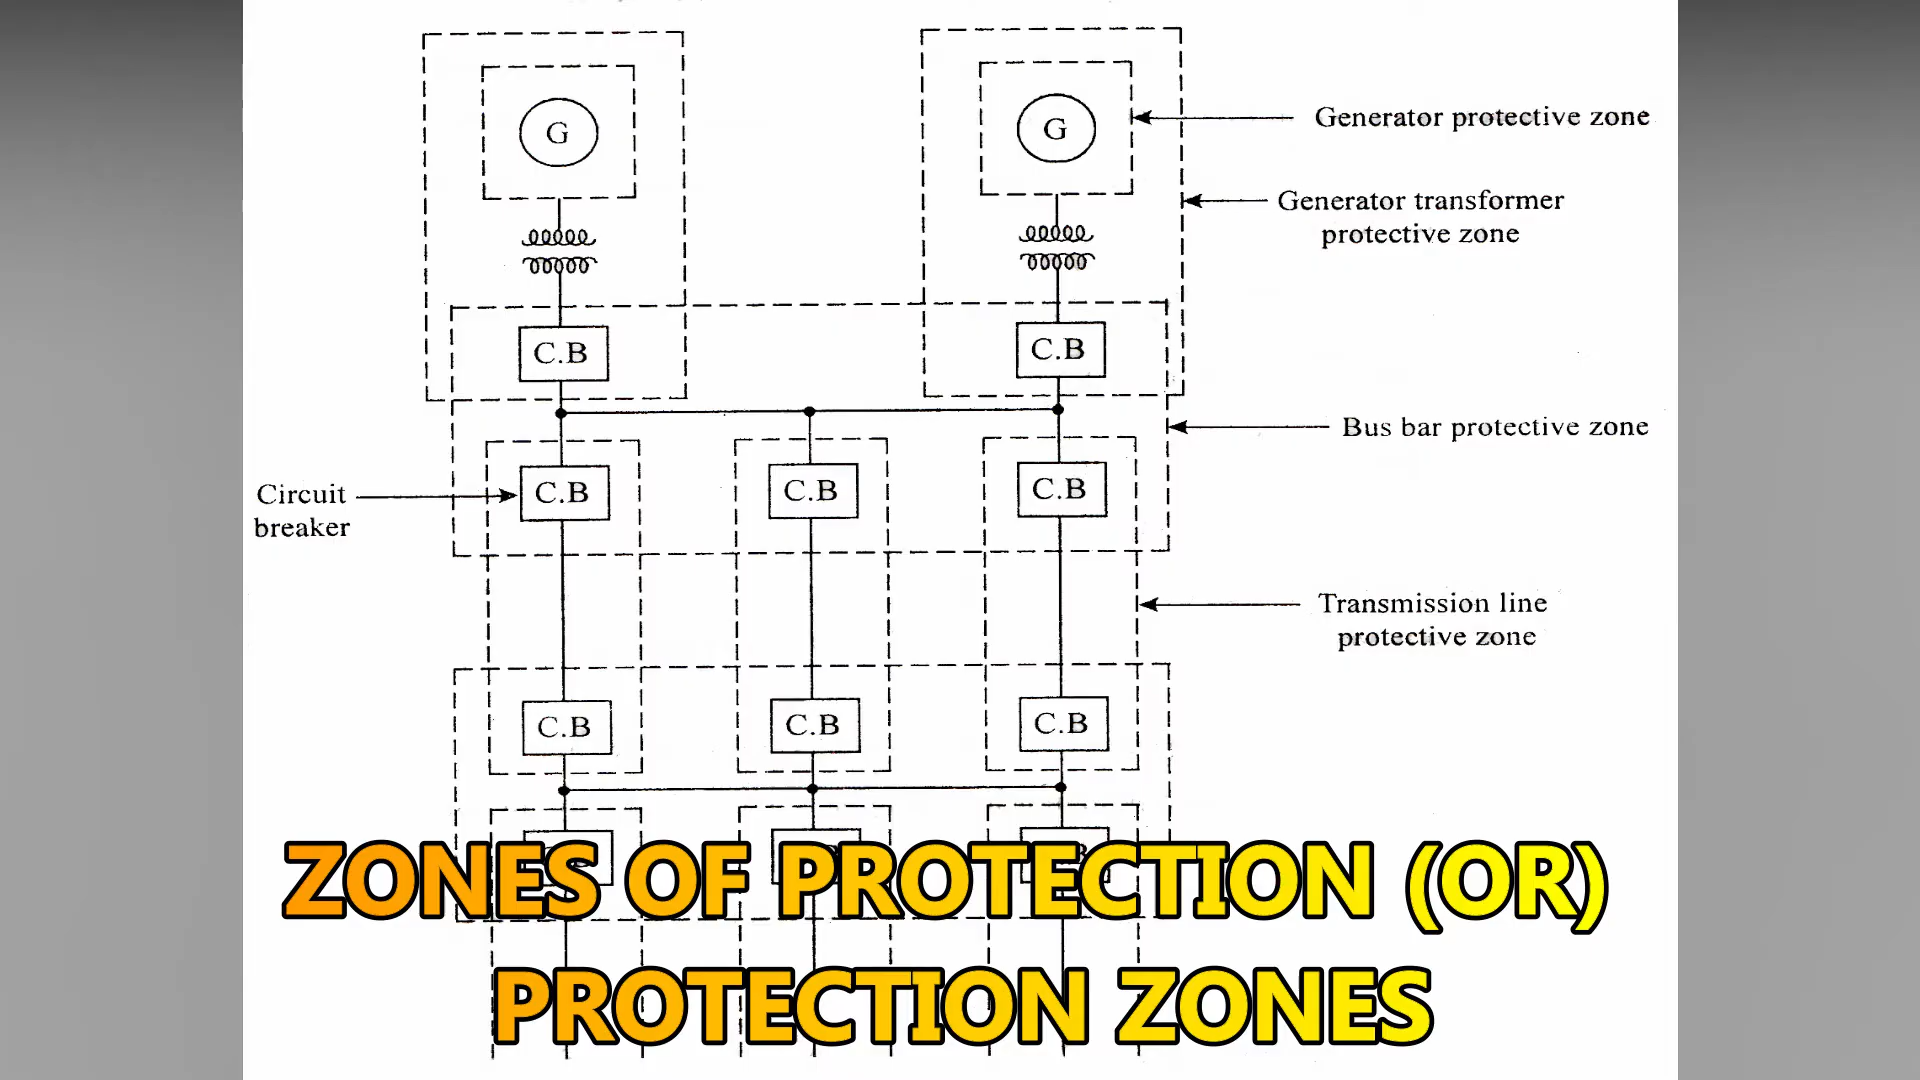 G
G
Generator protective zone
Generator transformer
protective zone
C.B
C.B
Bus bar protective zone
Circuit
breaker
C.B
C.B
C.B
Transmission line
protective zone
C.B
C.B
C.B
ZONES OF PROTECTION (OR)
PROTECTION ZONES